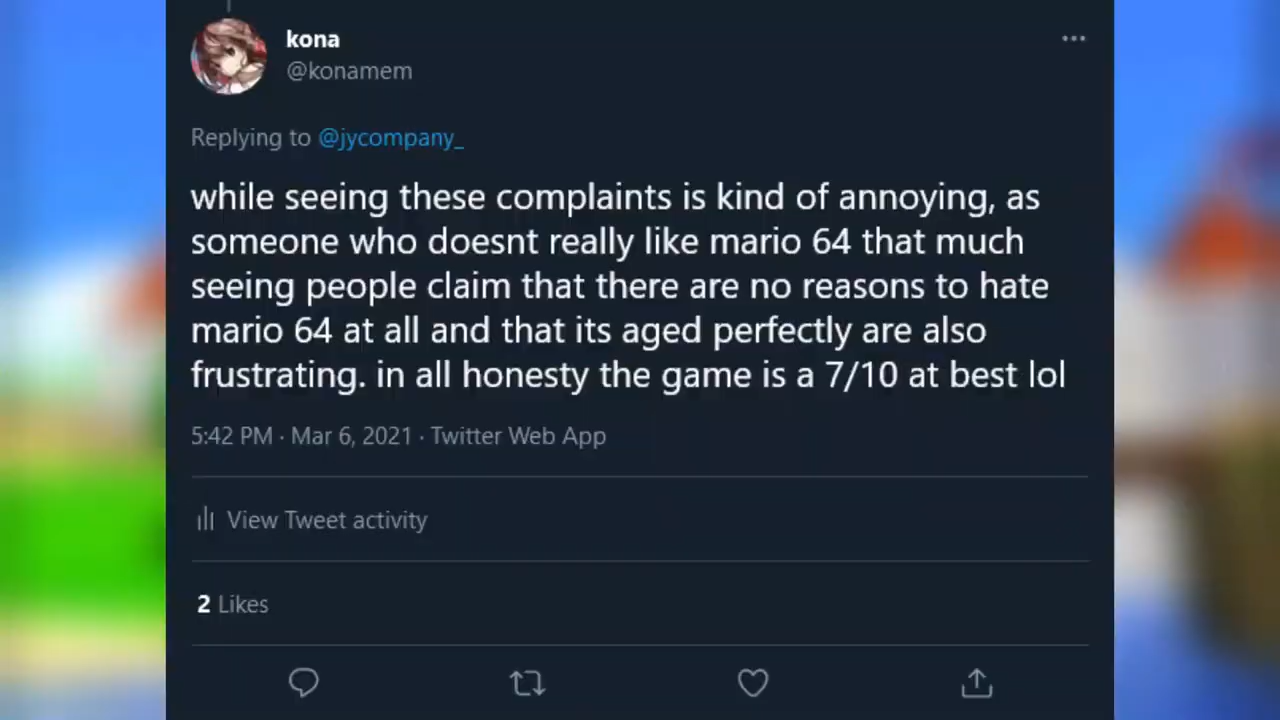 kona
@konamem
Replying to @jycompany_
while seeing these complaints is kind of annoying, as
someone who doesnt really like mario 64 that much
seeing people claim that there are no reasons to hate
mario 64 at all and that its aged perfectly are also
frustrating. in all honesty the game is a 7/10 at best lol
5:42 PM · Mar 6, 2021 · Twitter Web App
View Tweet activity
2 Likes